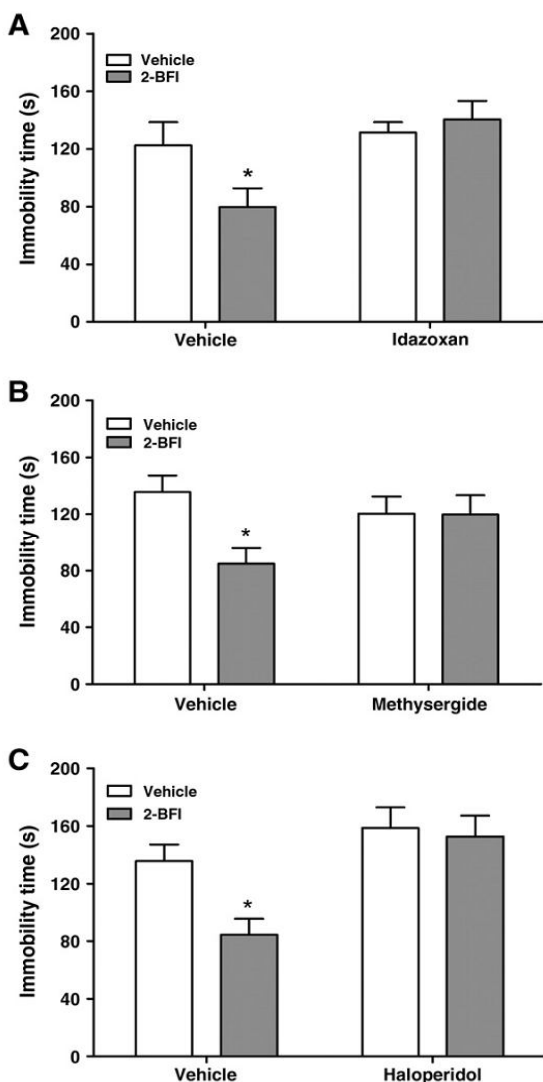 A
Immobility time (s)
200
160
120
80
40
0
Vehicle
2-BFI
*
Vehicle
Idazoxan
B
Immobility time (s)
200
160
120
80
40
0
Vehicle
2-BFI
*
Vehicle
Methysergide
C
Immobility time (s)
200
160
120
80
40
0
Vehicle
2-BFI
*
Vehicle
Haloperidol